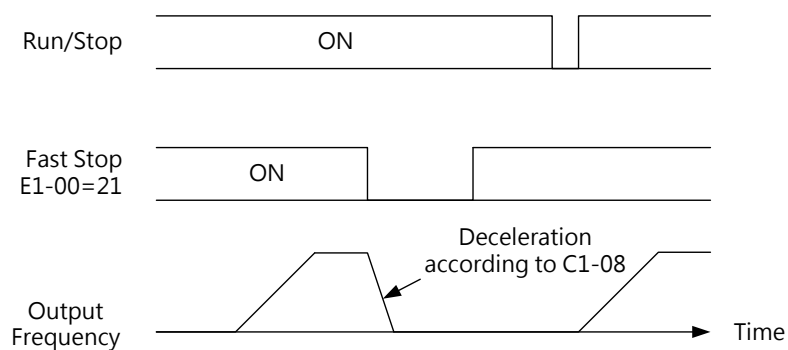 Run/Stop
ON
Fast Stop
E1-00=21
ON
Deceleration
according to C1-08
Output
Frequency
Time